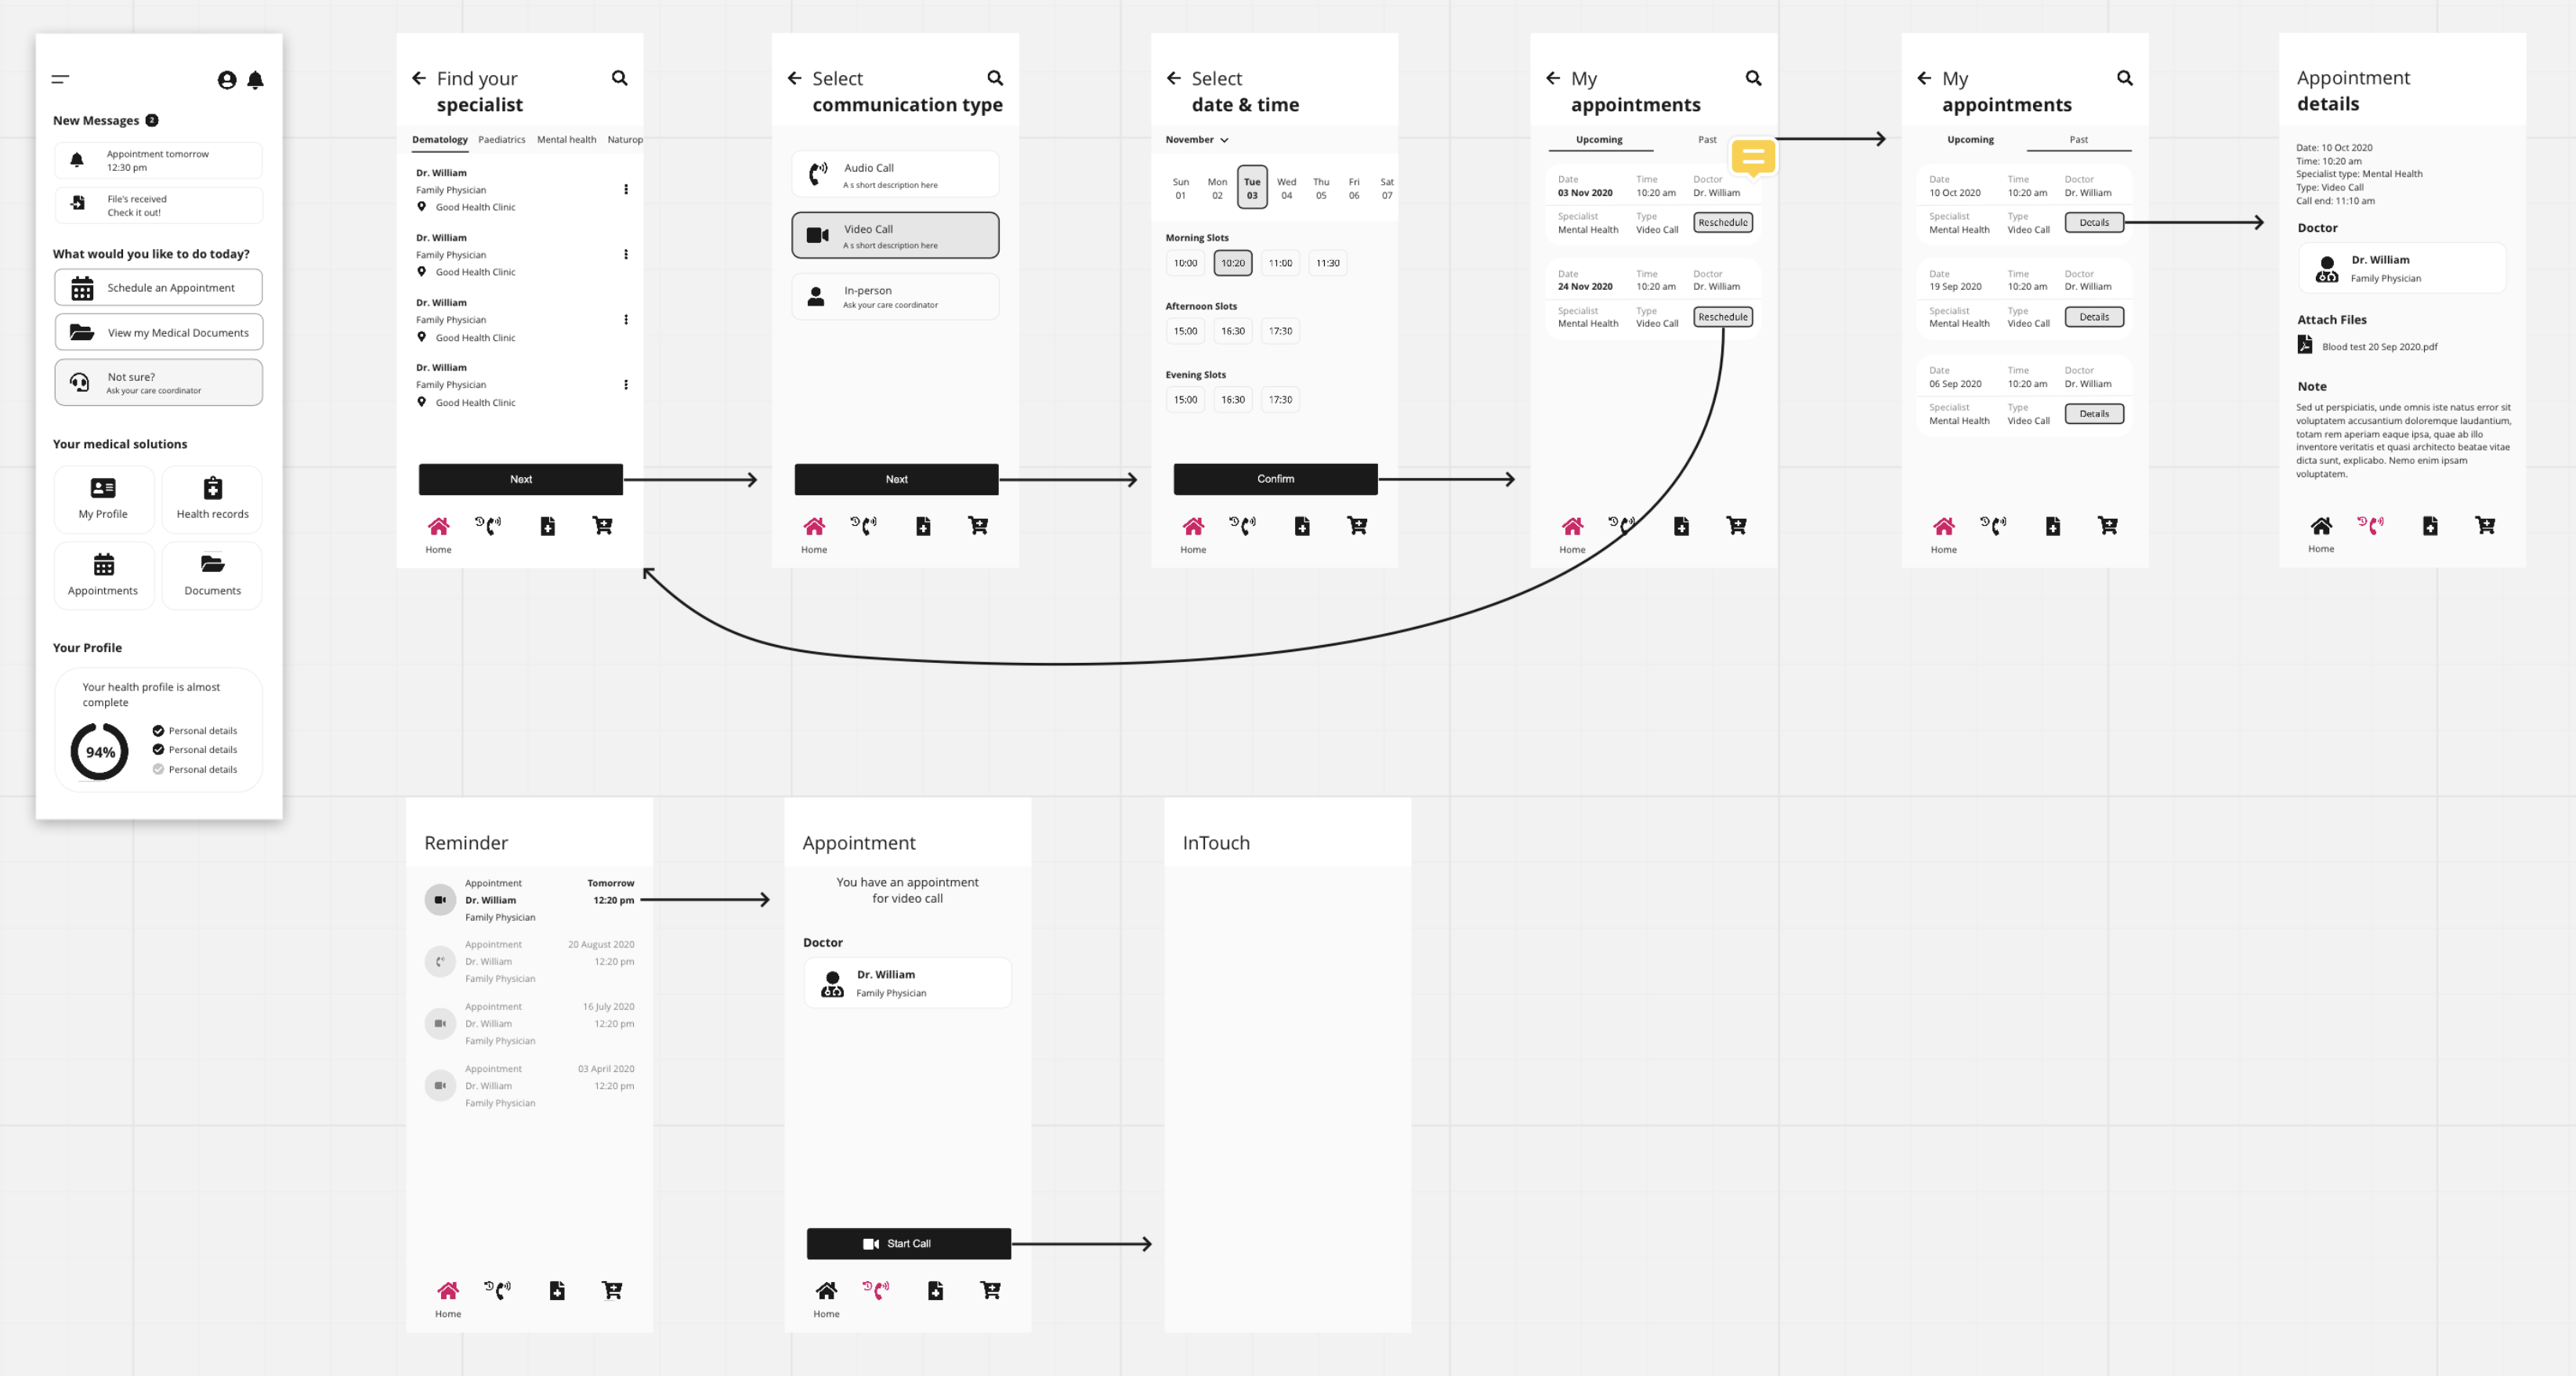 New Messages 2
Appointment tomorrow
12:30 pm
File's received
Check it out!
What would you like to do today?
Schedule an Appointment
View my Medical Documents
Not sure?
Ask your care coordinator
Your medical solutions
My Profile
Health records
Appointments
Documents
Your Profile
Your health profile is almost
complete
94%
Personal details
Personal details
Personal details
Find your
specialist
Dematology Paediatrics Mental health Naturop
Dr. William
Family Physician
Good Health Clinic
Dr. William
Family Physician
Good Health Clinic
Dr. William
Family Physician
Good Health Clinic
Dr. William
Family Physician
Good Health Clinic
Next
Home
Select
communication type
Audio Call
A s short description here
Video Call
A s short description here
In-person
Ask your care coordinator
Next
Home
Select
date & time
November
Sun Mon Tue Wed Thu Fri Sat
01 02 03 04 05 06 07
Morning Slots
10:00 10:20 11:00 11:30
Afternoon Slots
15:00 16:30 17:30
Evening Slots
15:00 16:30 17:30
Confirm
Home
My
appointments
Upcoming Past
Date Time Doctor
03 Nov 2020 10:20 am Dr. William
Specialist Type
Mental Health Video Call Reschedule
Date Time Doctor
24 Nov 2020 10:20 am Dr. William
Specialist Type
Mental Health Video Call Reschedule
Home
My
appointments
Upcoming Past
Date Time Doctor
10 Oct 2020 10:20 am Dr. William
Specialist Type
Mental Health Video Call Details
Date Time Doctor
19 Sep 2020 10:20 am Dr. William
Specialist Type
Mental Health Video Call Details
Date Time Doctor
06 Sep 2020 10:20 am Dr. William
Specialist Type
Mental Health Video Call Details
Home
Appointment
details
Date: 10 Oct 2020
Time: 10:20 am
Specialist type: Mental Health
Type: Video Call
Call end: 11:10 am
Doctor
Dr. William
Family Physician
Attach Files
Blood test 20 Sep 2020.pdf
Note
Sed ut perspiciatis, unde omnis iste natus error sit
voluptatem accusantium doloremque laudantium,
totam rem aperiam eaque ipsa, quae ab illo
inventore veritatis et quasi architecto beatae vitae
dicta sunt, explicabo. Nemo enim ipsam
voluptatem.
Home
Reminder
Appointment Tomorrow
Dr. William 12:20 pm
Family Physician
Appointment 20 August 2020
Dr. William 12:20 pm
Family Physician
Appointment 16 July 2020
Dr. William 12:20 pm
Family Physician
Appointment 03 April 2020
Dr. William 12:20 pm
Family Physician
Home
Appointment
You have an appointment
for video call
Doctor
Dr. William
Family Physician
Start Call
Home
InTouch